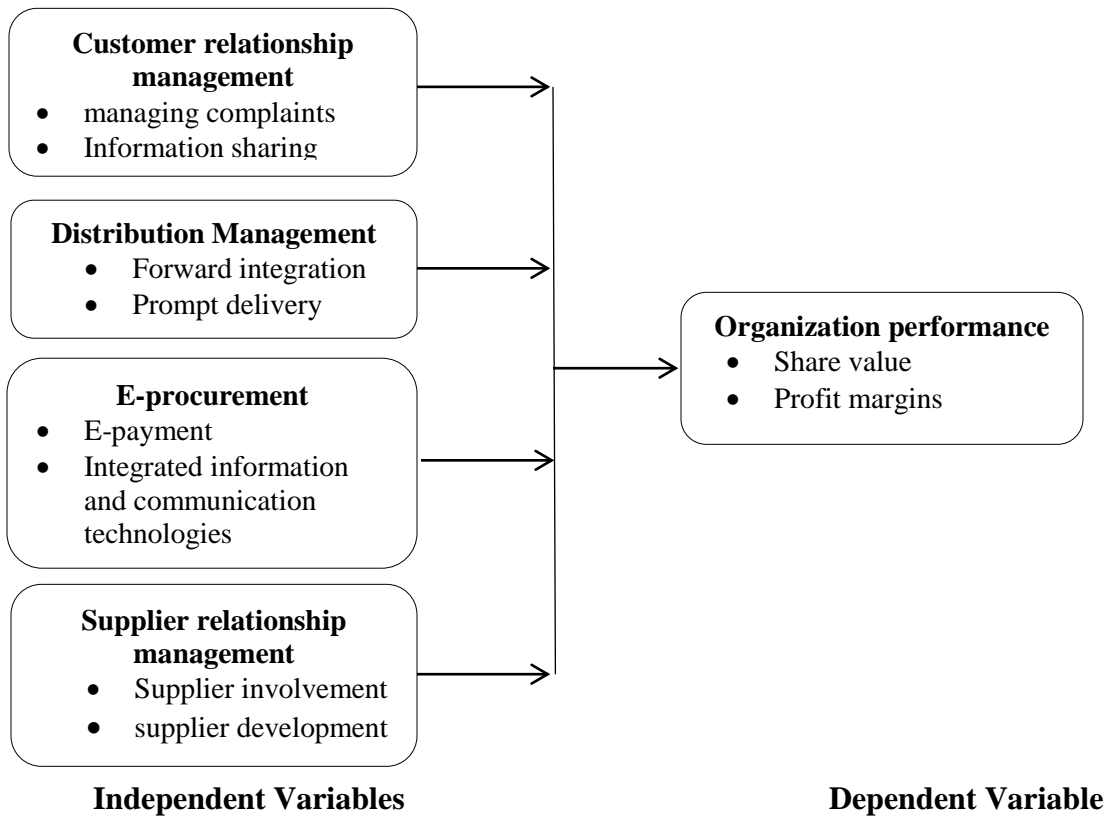 Customer relationship
management
• managing complaints
• Information sharing
Distribution Management
• Forward integration
• Prompt delivery
E-procurement
• E-payment
• Integrated information
and communication
technologies
Supplier relationship
management
• Supplier involvement
• supplier development
Organization performance
• Share value
• Profit margins
Independent Variables
Dependent Variable